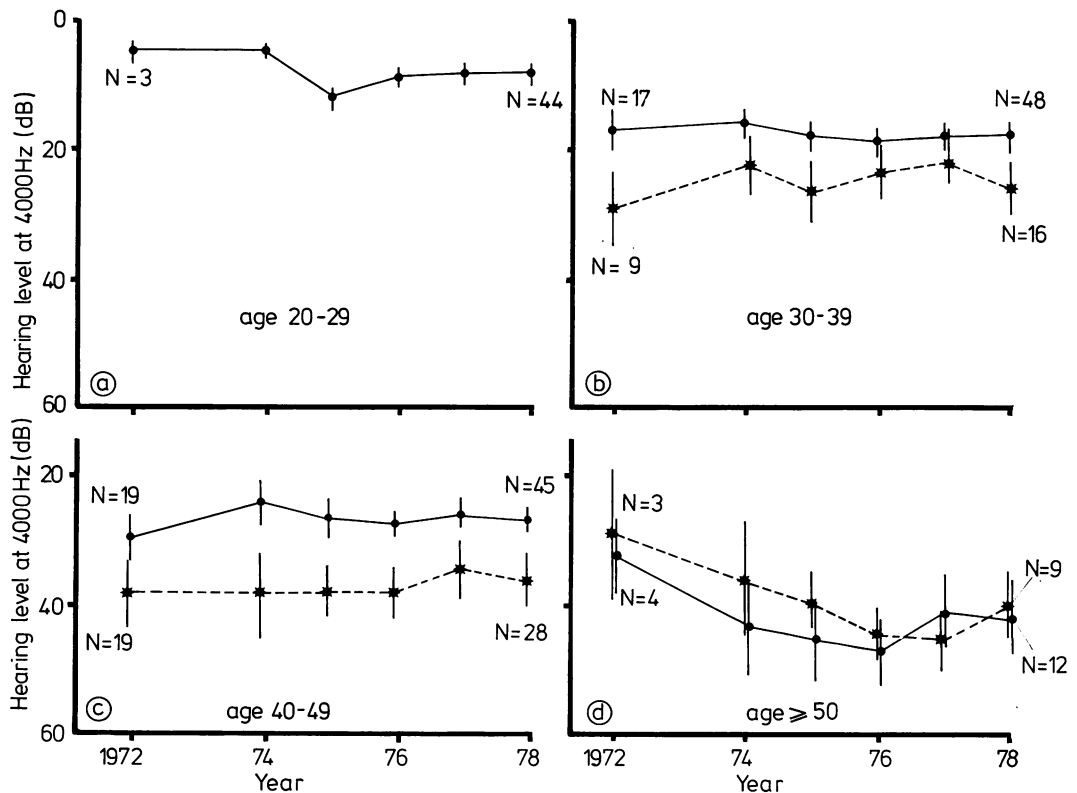 Hearing level at 4000Hz (dB)
0
20
40
60
N = 3
N = 44
age 20-29
a
N=17
N=48
N= 9
N=16
age 30-39
b
Hearing level at 4000Hz (dB)
20
40
60
N=19
N=45
N=19
N=28
age 40-49
c
1972
74
76
78
Year
N=3
N=4
N=9
N=12
age ⩾ 50
d
1972
74
76
78
Year